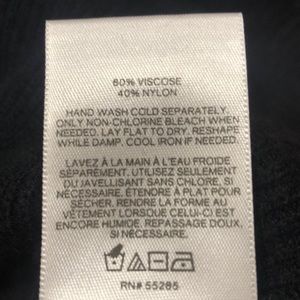 60% VISCOSE
40% NYLON
HAND WASH COLD SEPARATELY.
ONLY NON-CHLORINE BLEACH WHEN
NEEDED. LAY FLAT TO DRY, RESHAPE
WHILE DAMP. COOL IRON IF NEEDED.
LAVEZ À LA MAIN À L'EAU FROIDE
SÉPARÉMENT. UTILISEZ SEULEMENT
DU JAVELLISANT SANS CHLORE, SI
NÉCESSAIRE. ÉTENDRE À PLAT POUR
SÉCHER. RENDRE LA FORME AU
VÊTEMENT LORSQUE CELUI-CI EST
ENCORE HUMIDE. REPASSAGE DOUX,
SI NÉCESSAIRE.
RN# 55285